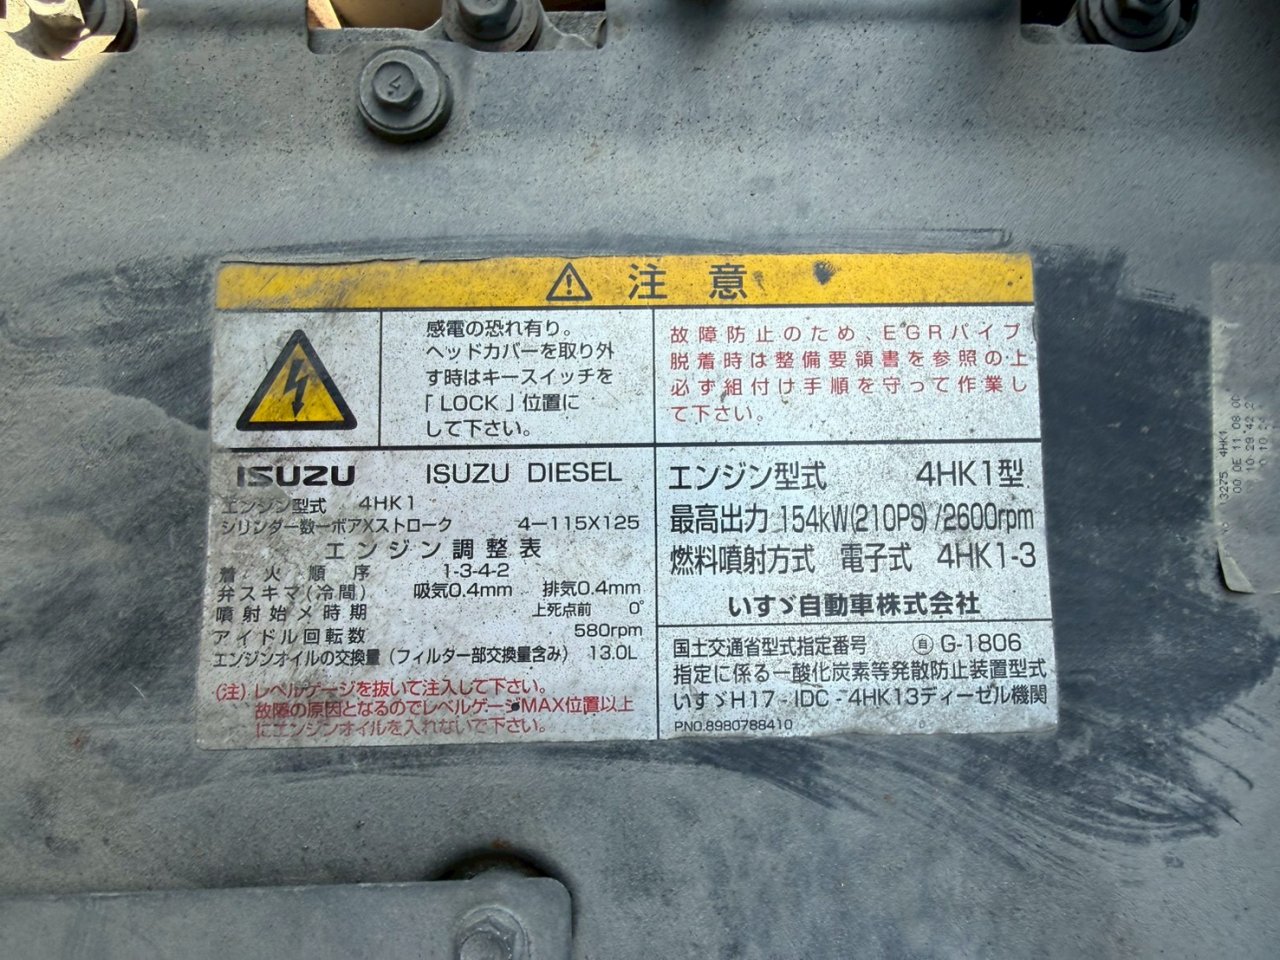 注意
感電の恐れ有り。
ヘッドカバーを取り外
す時はキースイッチを
「LOCK」位置に
して下さい。
故障防止のため、EGRパイプ
脱着時は整備要領書を参照の上
必ず組付け手順を守って作業し
て下さい。
ISUZU ISUZU DIESEL
エンジン型式 4HK1
シリンダー数ーボアXストローク 4-115X125
エンジン調整表
着火順序 1-3-4-2
弁スキマ(冷間) 吸気0.4mm 排気0.4mm
噴射始メ時期 上死点前 0°
アイドル回転数 580rpm
エンジンオイルの交換量(フィルター部交換量含み) 13.0L
(注)レベルゲージを抜いて注入して下さい。
故障の原因となるのでレベルゲージMAX位置以上
にエンジンオイルを入れないで下さい。
エンジン型式 4HK1型
最高出力 154kW(210PS)/2600rpm
燃料噴射方式 電子式 4HK1-3
いすゞ自動車株式会社
国土交通省型式指定番号 自 G-1806
指定に係る一酸化炭素等発散防止装置型式
いすゞH17-IDC-4HK13ディーゼル機関
PNO.8980788410
3275 4HK1